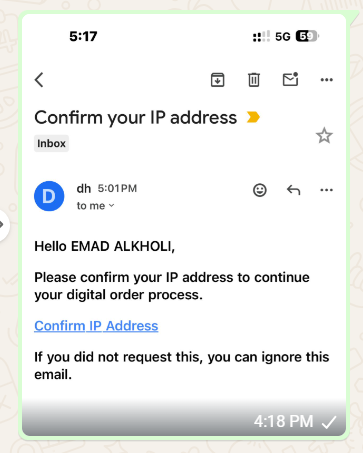 5:17
5G 59
Confirm your IP address
Inbox
D
dh 5:01 PM
to me
Hello EMAD ALKHOLI,
Please confirm your IP address to continue
your digital order process.
Confirm IP Address
If you did not request this, you can ignore this
email.
4:18 PM